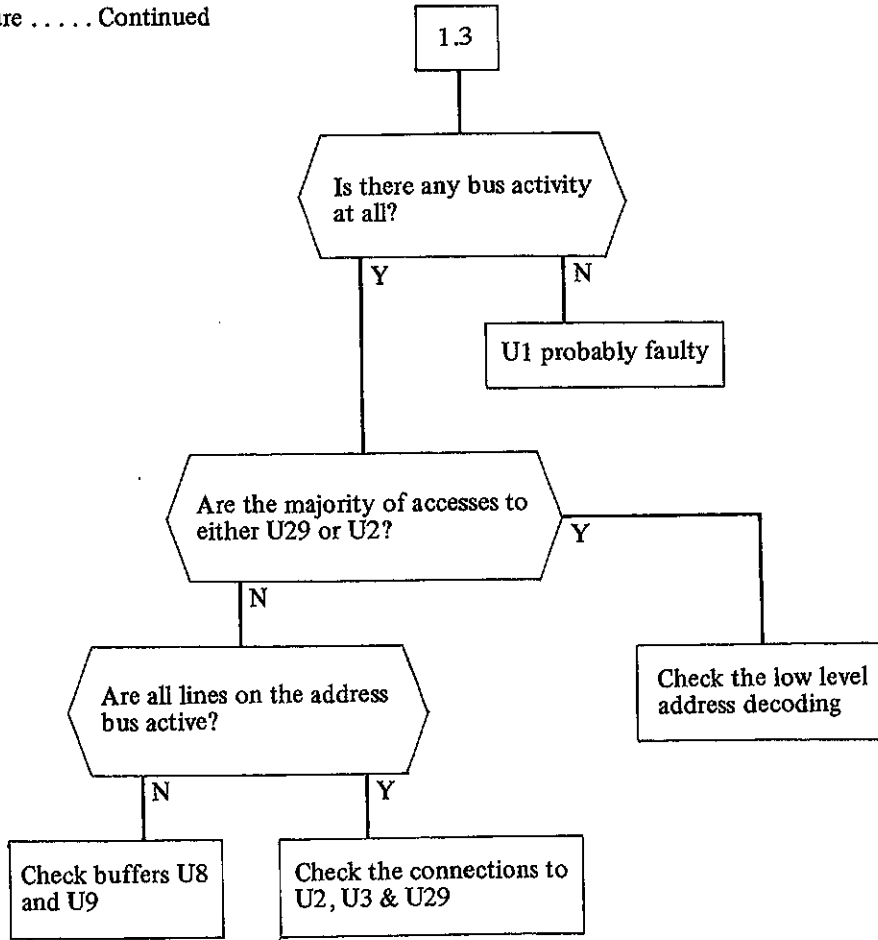 ..... Continued
1.3
Is there any bus activity
at all?
Y
N
U1 probably faulty
Are the majority of accesses to
either U29 or U2?
Y
N
Check the low level
address decoding
Are all lines on the address
bus active?
N
Y
Check buffers U8
and U9
Check the connections to
U2, U3 & U29